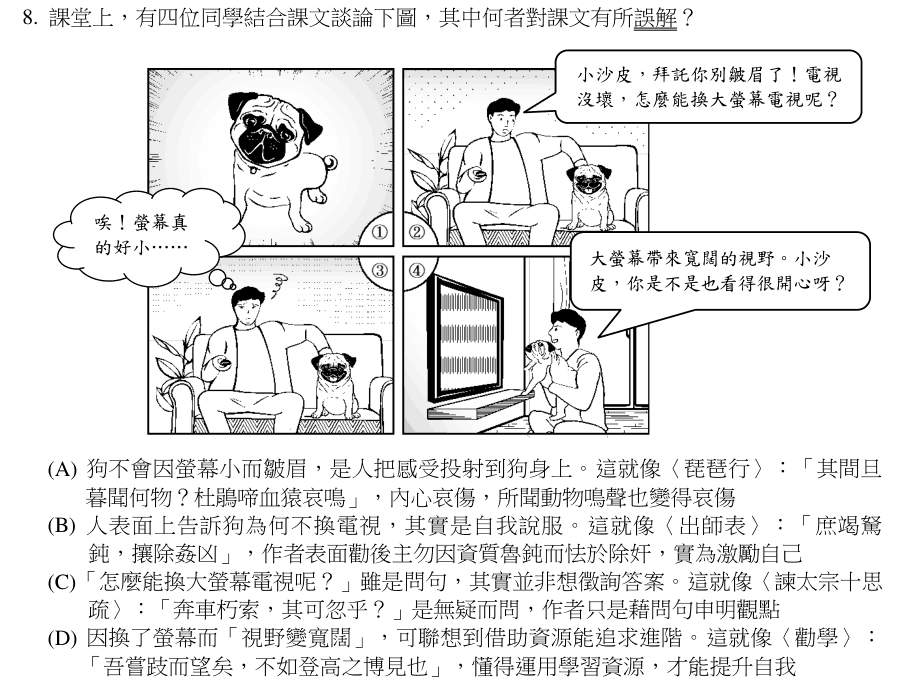 8. 課堂上，有四位同學結合課文談論下圖，其中何者對課文有所誤解？
小沙皮，拜託你別皺眉了！電視
沒壞，怎麼能換大螢幕電視呢？
①
②
唉！螢幕真
的好小……
③
④
大螢幕帶來寬闊的視野。小沙
皮，你是不是也看得很開心呀？
(A) 狗不會因螢幕小而皺眉，是人把感受投射到狗身上。這就像〈琵琶行〉：「其間旦
暮聞何物？杜鵑啼血猿哀鳴」，內心哀傷，所聞動物鳴聲也變得哀傷
(B) 人表面上告訴狗為何不換電視，其實是自我說服。這就像〈出師表〉：「庶竭駑
鈍，攘除姦凶」，作者表面勸後主勿因資質魯鈍而怯於除奸，實為激勵自己
(C)「怎麼能換大螢幕電視呢？」雖是問句，其實並非想徵詢答案。這就像〈諫太宗十思
疏〉：「奔車朽索，其可忽乎？」是無疑而問，作者只是藉問句申明觀點
(D) 因換了螢幕而「視野變寬闊」，可聯想到借助資源能追求進階。這就像〈勸學〉：
「吾嘗跂而望矣，不如登高之博見也」，懂得運用學習資源，才能提升自我